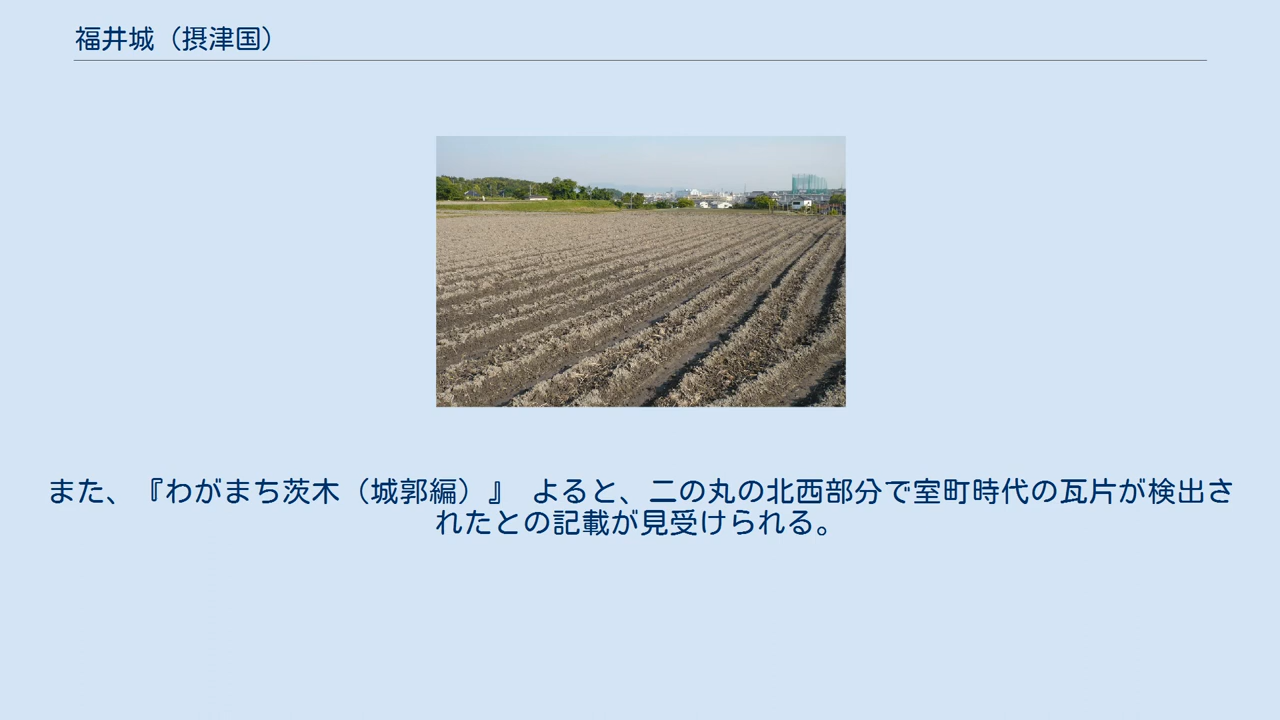 福井城（摂津国）
また、『わがまち茨木（城郭編）』 よると、二の丸の北西部分で室町時代の瓦片が検出さ
れたとの記載が見受けられる。